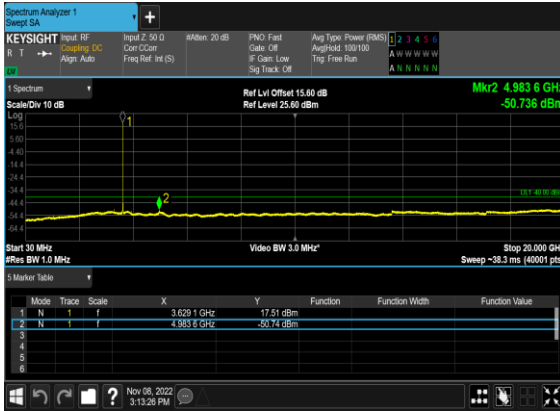 Spectrum Analyzer 1
Swept SA
+
KEYSIGHT Input: RF Input Z: 50 Ω #Atten: 20 dB PNO: Fast Avg Type: Power (RMS) 1 2 3 4 5 6
R T Coupling: DC Corr CCorr Gate: Off Avg|Hold: 100/100 A W W W W W
Align: Auto Freq Ref: Int (S) IF Gain: Low Trig: Free Run
Sig Track: Off A N N N N N
1 Spectrum Ref Lvl Offset 15.60 dB Mkr2 4.983 6 GHz
Scale/Div 10 dB Ref Level 25.60 dBm -50.736 dBm
Log
15.6
5.60
-4.40
-14.4
-24.4
-34.4
-44.4
-54.4
-64.4
1
2
DL1 -40.00 dBm
Start 30 MHz Video BW 3.0 MHz* Stop 20.000 GHz
#Res BW 1.0 MHz Sweep ~38.3 ms (40001 pts)
5 Marker Table
Mode Trace Scale X Y Function Function Width Function Value
1 N 1 f 3.629 1 GHz 17.51 dBm
2 N 1 f 4.983 6 GHz -50.74 dBm
3
4
5
6
? Nov 08, 2022
3:13:26 PM